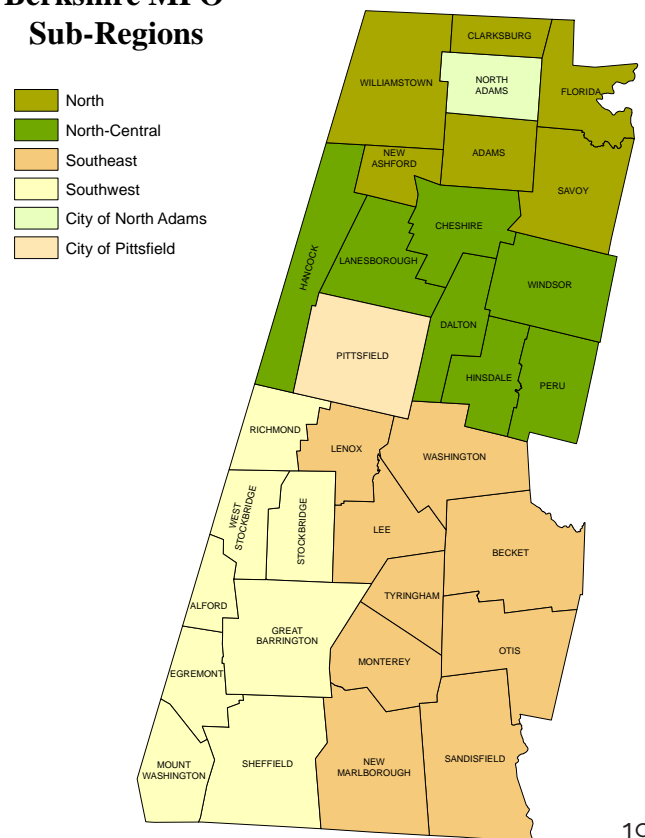 Berkshire MPO
Sub-Regions
North
North-Central
Southeast
Southwest
City of North Adams
City of Pittsfield
CLARKSBURG
WILLIAMSTOWN
NORTH
ADAMS
FLORIDA
NEW
ASHFORD
ADAMS
SAVOY
CHESHIRE
HANCOCK
LANESBOROUGH
WINDSOR
DALTON
PITTSFIELD
HINSDALE
PERU
RICHMOND
LENOX
WASHINGTON
WEST
STOCKBRIDGE
STOCKBRIDGE
LEE
BECKET
ALFORD
TYRINGHAM
GREAT
BARRINGTON
OTIS
MONTEREY
EGREMONT
MOUNT
WASHINGTON
SHEFFIELD
NEW
MARLBOROUGH
SANDISFIELD